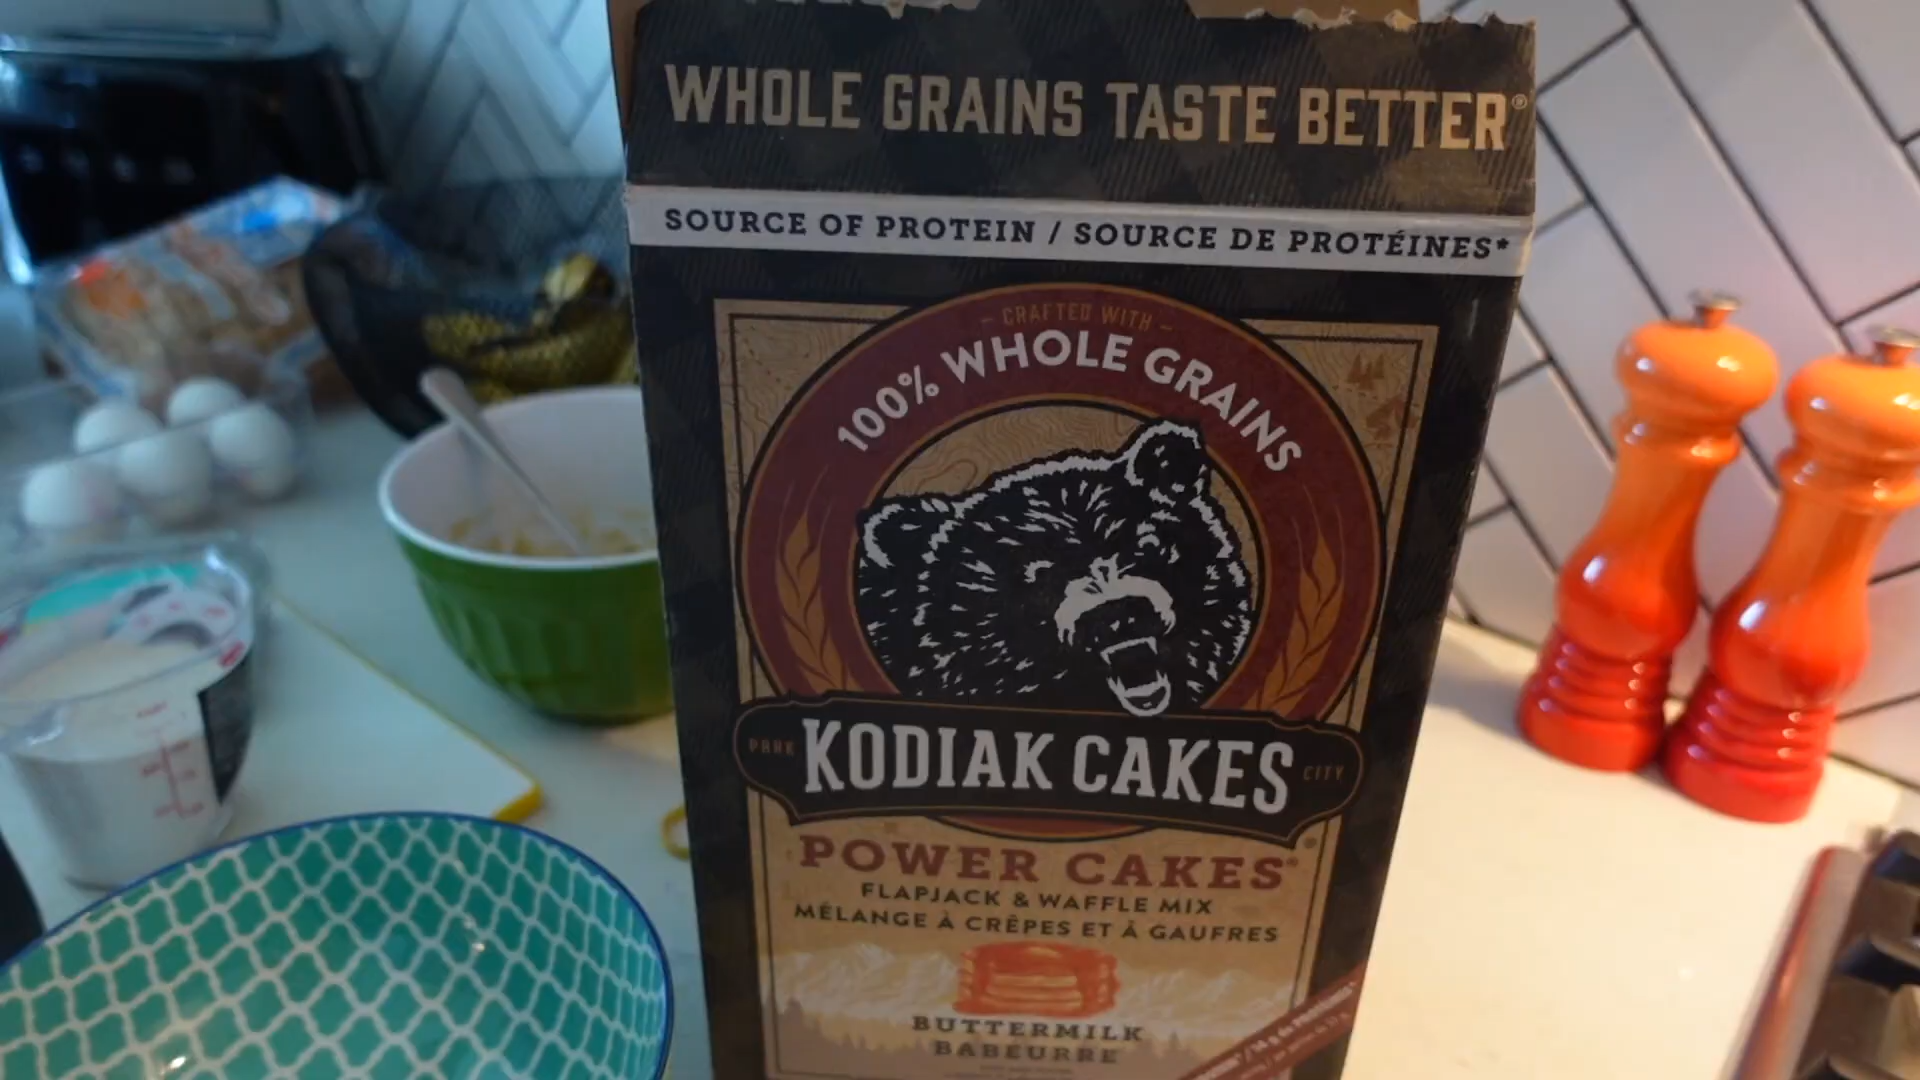 WHOLE GRAINS TASTE BETTER®
SOURCE OF PROTEIN / SOURCE DE PROTÉINES*
CRAFTED WITH
100% WHOLE GRAINS
PARK KODIAK CAKES CITY
POWER CAKES®
FLAPJACK & WAFFLE MIX
MÉLANGE À CRÊPES ET À GAUFRES
BUTTERMILK
BABEURRE